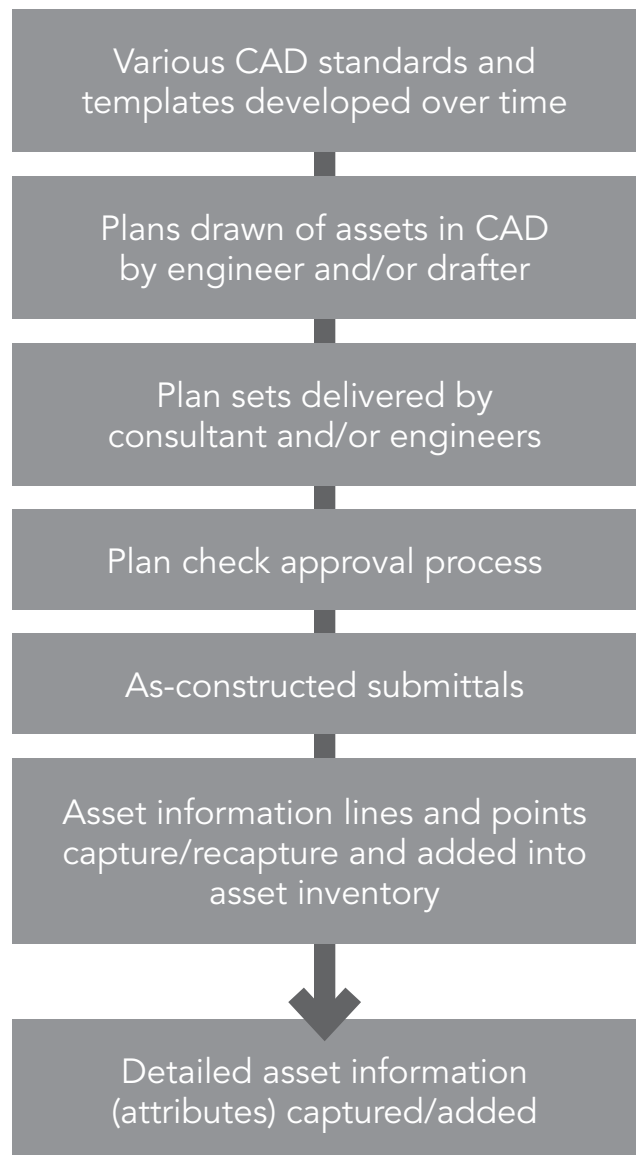 Various CAD standards and
templates developed over time
Plans drawn of assets in CAD
by engineer and/or drafter
Plan sets delivered by
consultant and/or engineers
Plan check approval process
As-constructed submittals
Asset information lines and points
capture/recapture and added into
asset inventory
Detailed asset information
(attributes) captured/added